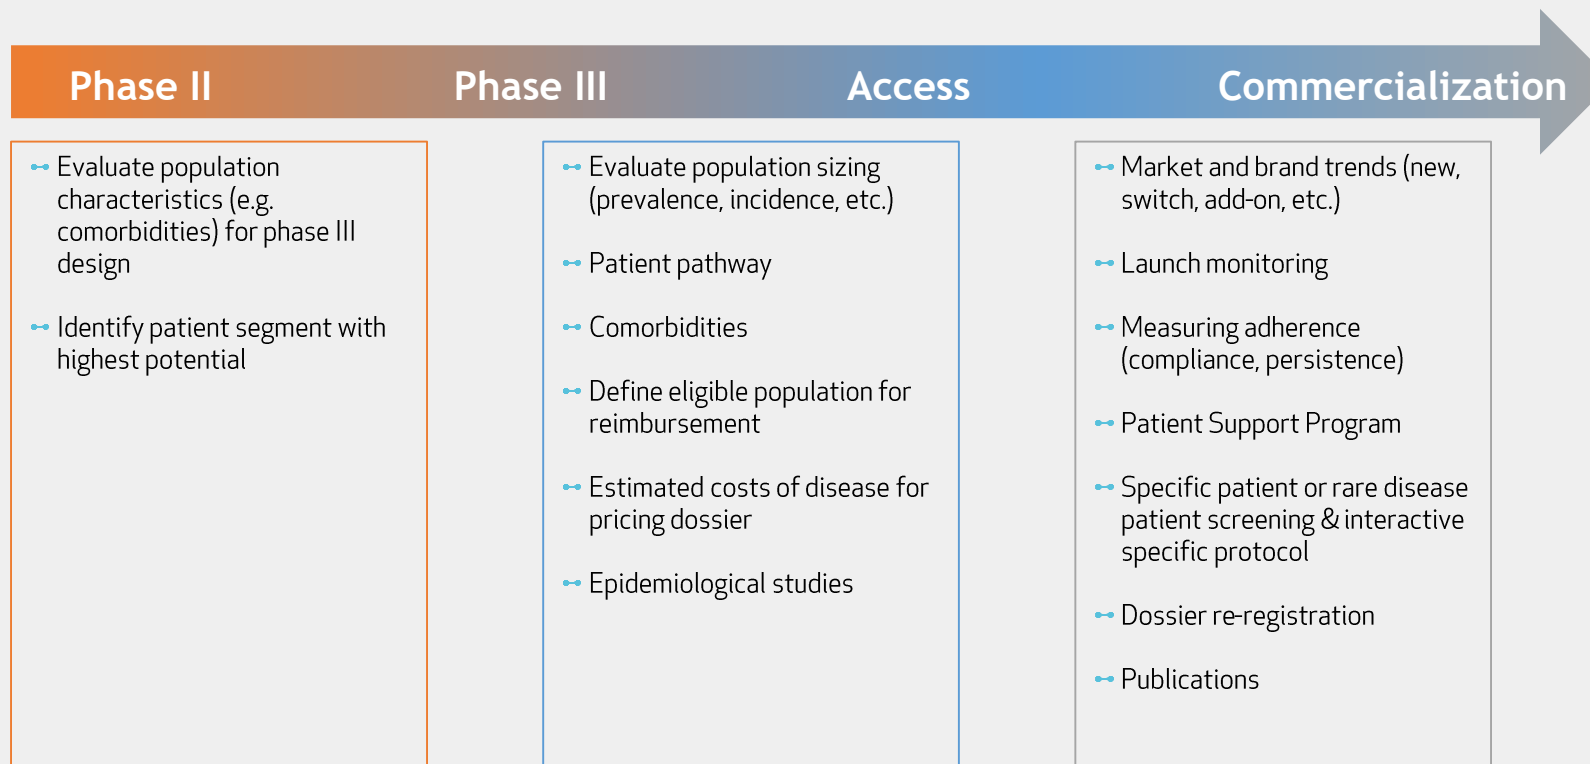 Phase II
Phase III
Access
Commercialization
Evaluate population
characteristics (e.g.
comorbidities) for phase III
design
Identify patient segment with
highest potential
Evaluate population sizing
(prevalence, incidence, etc.)
Patient pathway
Comorbidities
Define eligible population for
reimbursement
Estimated costs of disease for
pricing dossier
Epidemiological studies
Market and brand trends (new,
switch, add-on, etc.)
Launch monitoring
Measuring adherence
(compliance, persistence)
Patient Support Program
Specific patient or rare disease
patient screening & interactive
specific protocol
Dossier re-registration
Publications